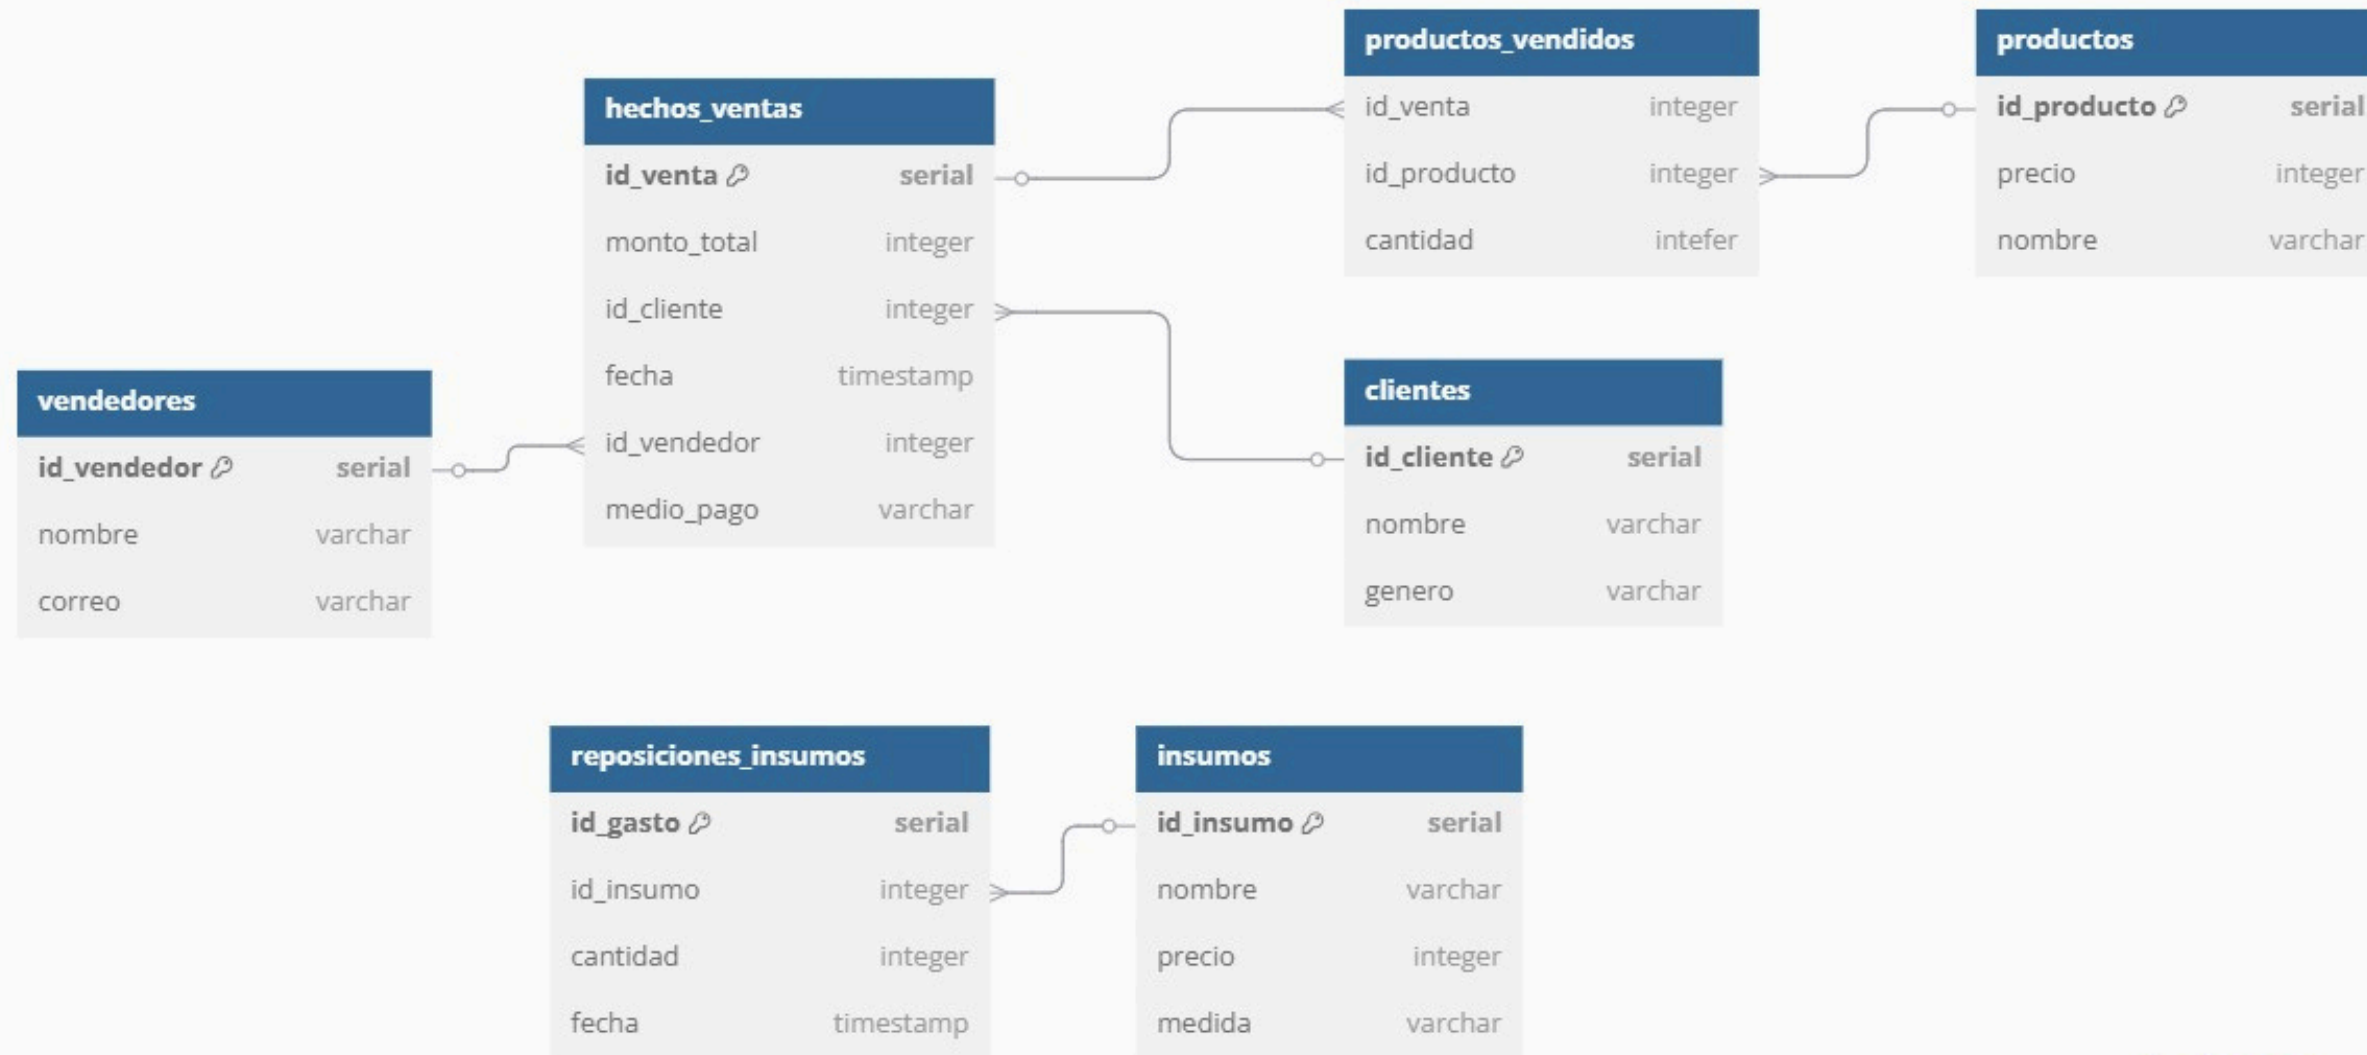 productos_vendidos
id_venta integer
id_producto integer
cantidad intefer
productos
id_producto serial
precio integer
nombre varchar
hechos_ventas
id_venta serial
monto_total integer
id_cliente integer
fecha timestamp
id_vendedor integer
medio_pago varchar
clientes
id_cliente serial
nombre varchar
genero varchar
vendedores
id_vendedor serial
nombre varchar
correo varchar
reposiciones_insumos
id_gasto serial
id_insumo integer
cantidad integer
fecha timestamp
insumos
id_insumo serial
nombre varchar
precio integer
medida varchar